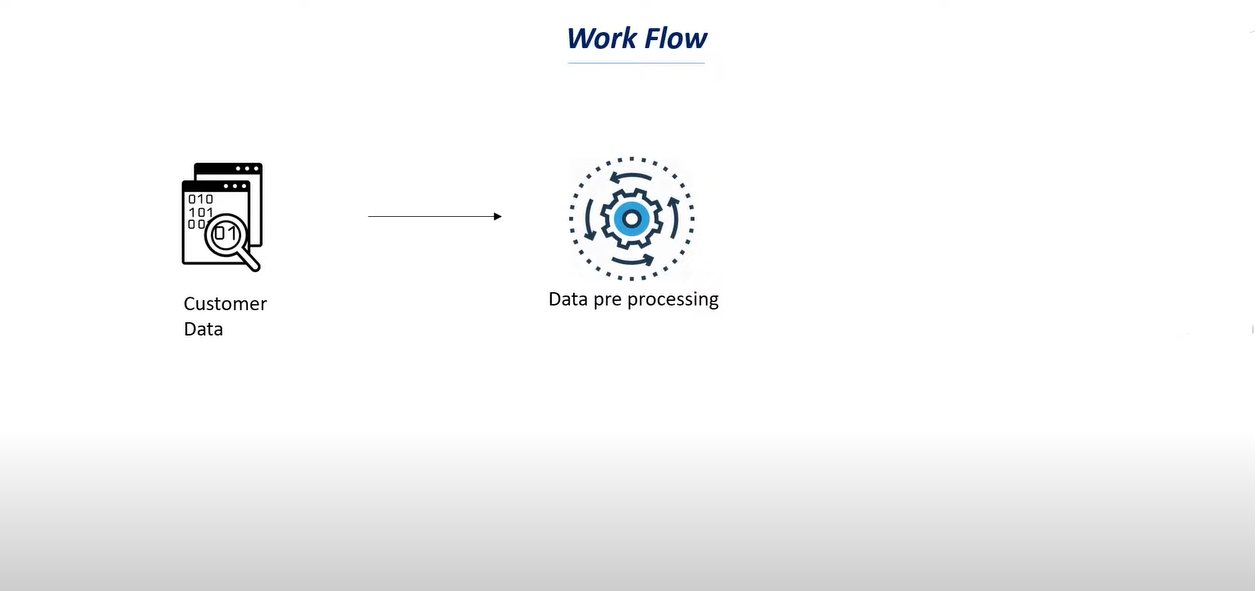 Work Flow
010
101
00
01
Customer
Data
Data pre processing